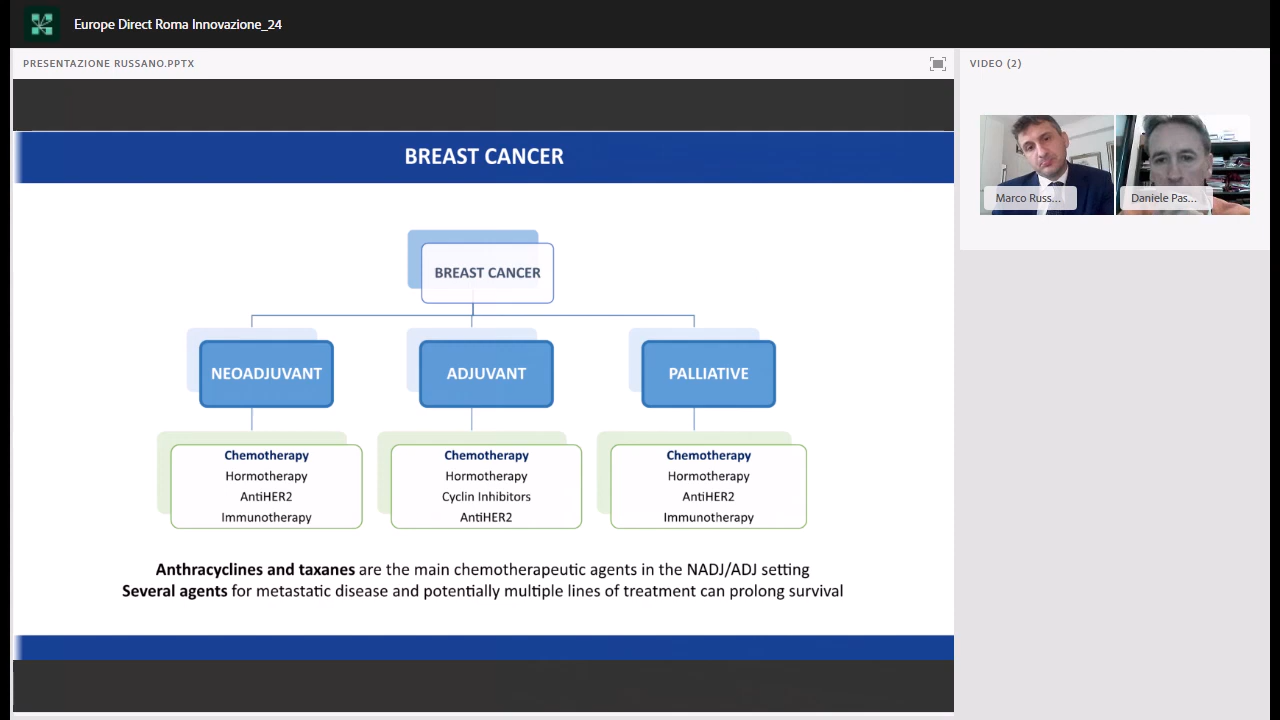 Europe Direct Roma Innovazione_24
PRESENTAZIONE RUSSANO.PPTX
VIDEO (2)
BREAST CANCER
Marco Russ...
Daniele Pas...
BREAST CANCER
NEOADJUVANT
ADJUVANT
PALLIATIVE
Chemotherapy
Hormotherapy
AntiHER2
Immunotherapy
Chemotherapy
Hormotherapy
Cyclin Inhibitors
AntiHER2
Chemotherapy
Hormotherapy
AntiHER2
Immunotherapy
Anthracyclines and taxanes are the main chemotherapeutic agents in the NADJ/ADJ setting
Several agents for metastatic disease and potentially multiple lines of treatment can prolong survival